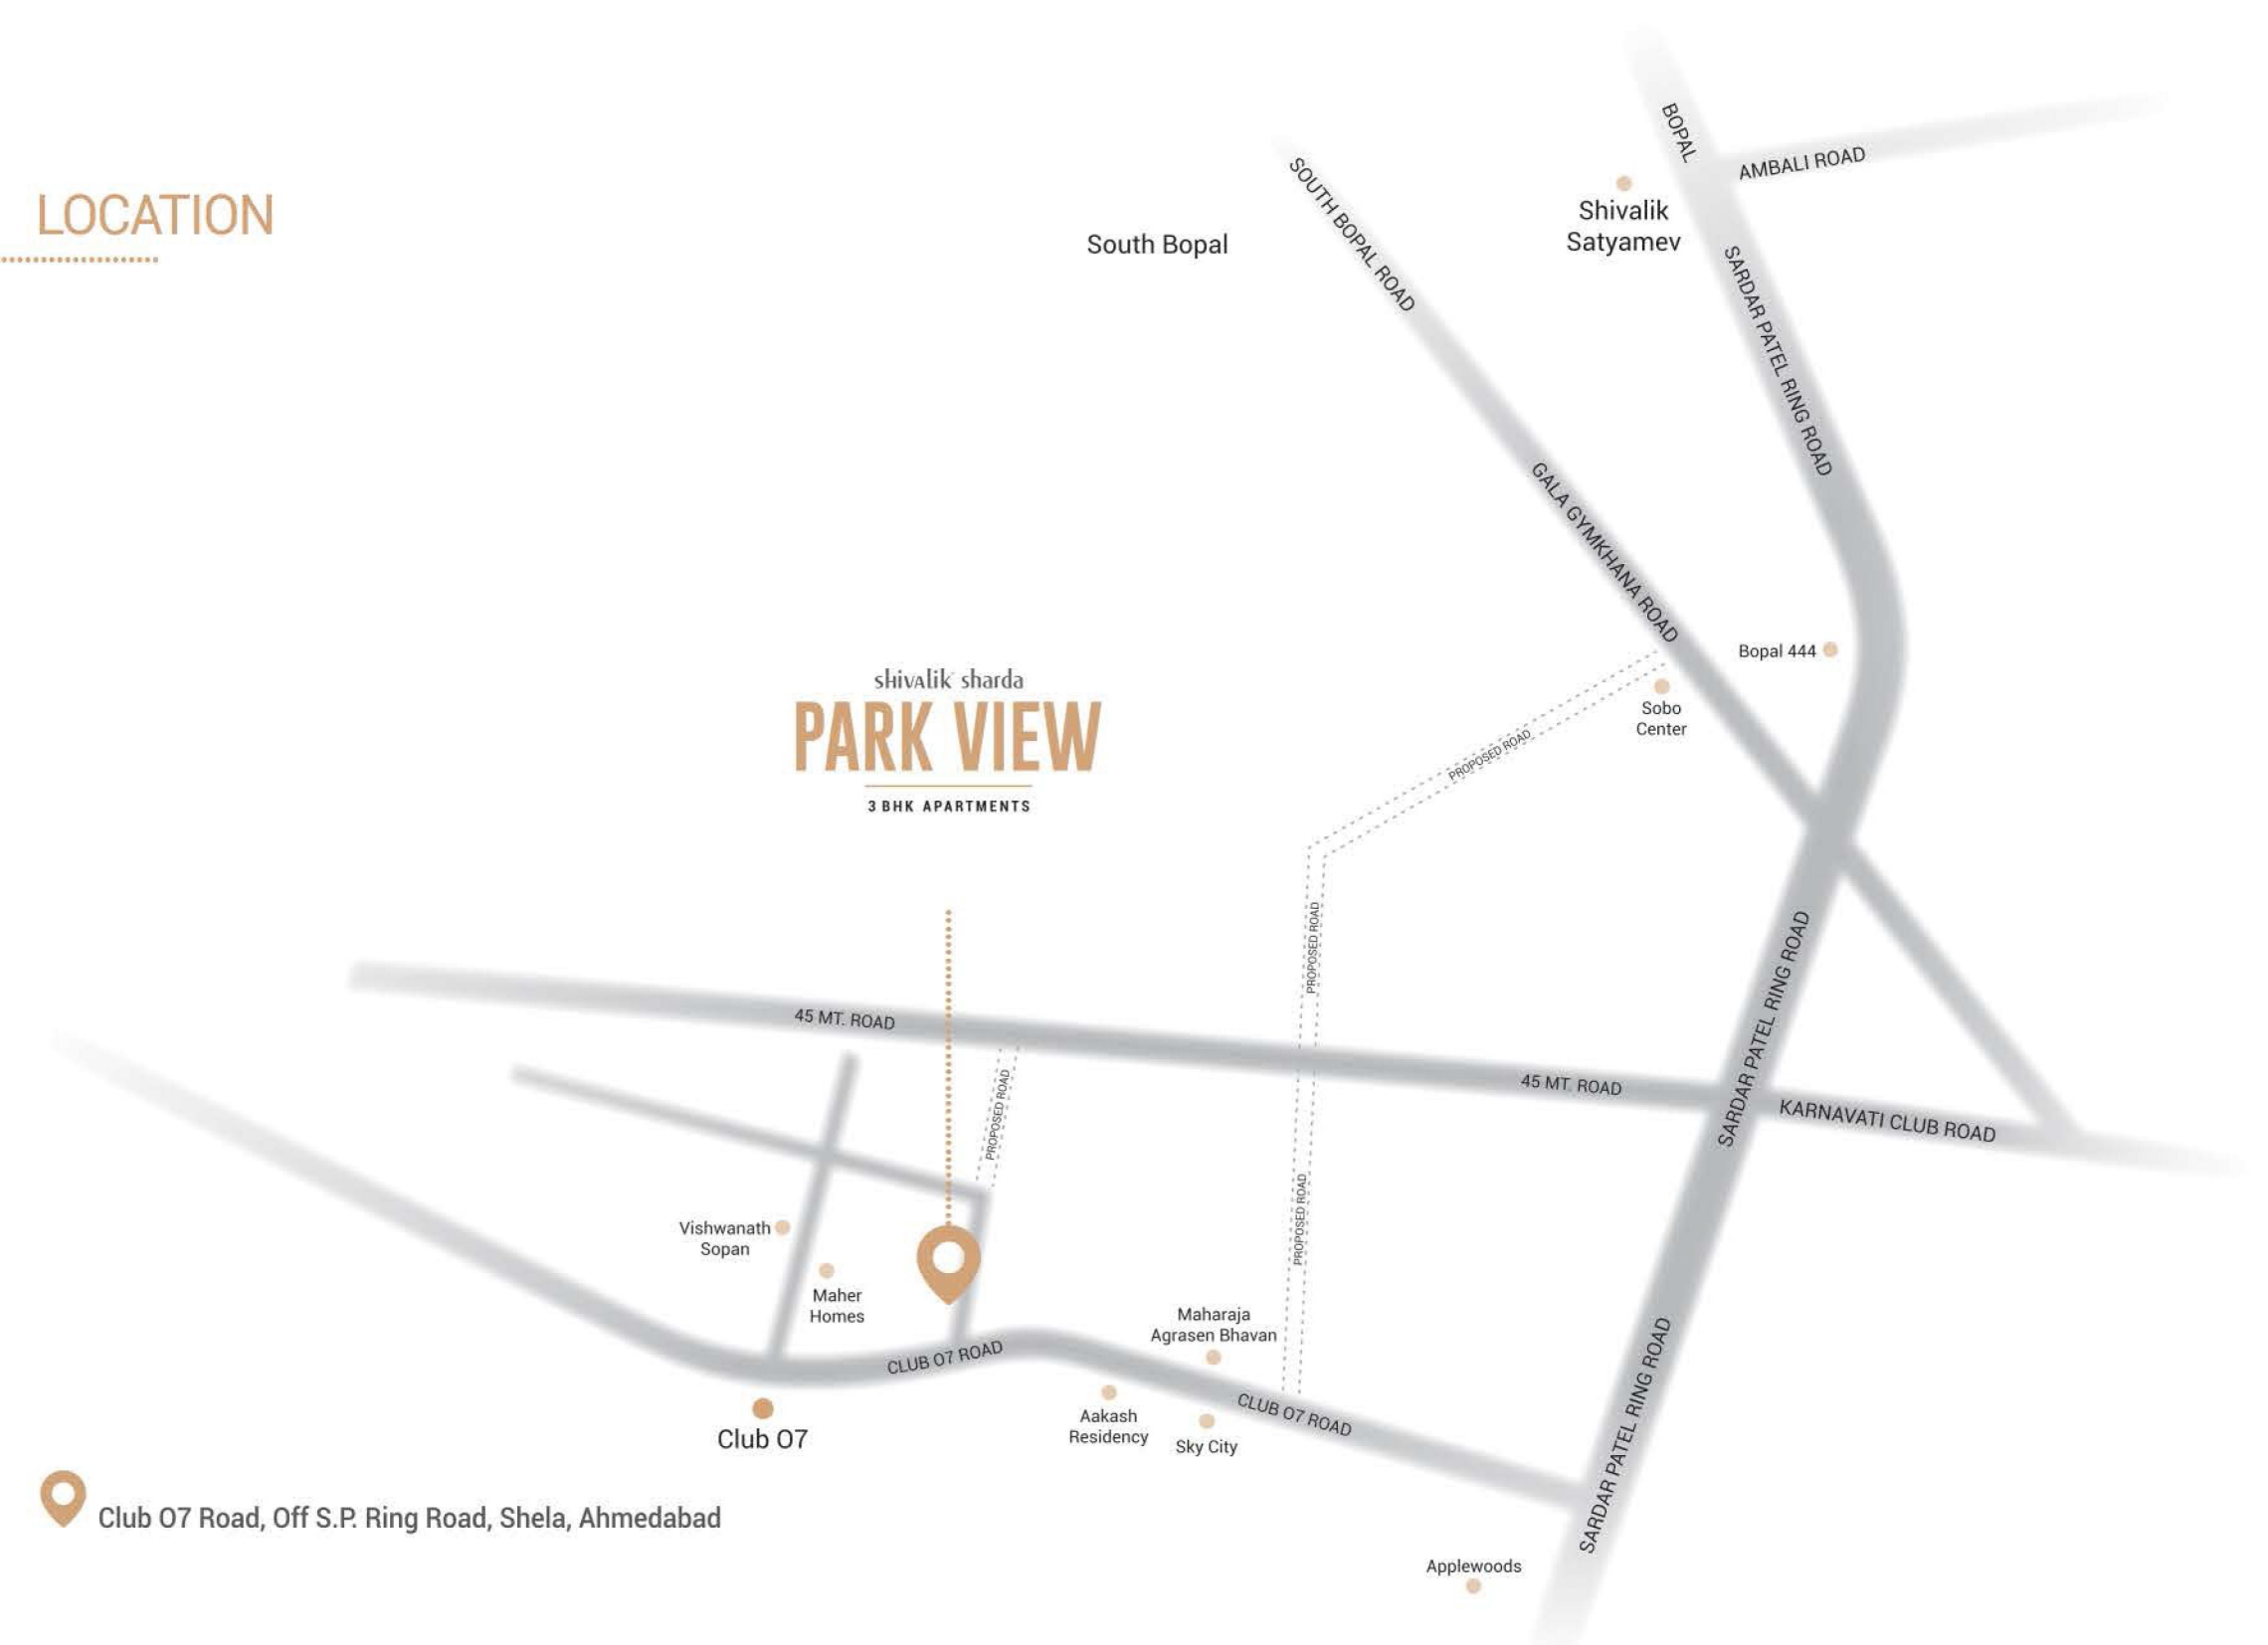 LOCATION
BOPAL
AMBALI ROAD
SOUTH BOPAL ROAD
Shivalik
Satyamev
South Bopal
SARDAR PATEL RING ROAD
GALA GYMKHANA ROAD
Bopal 444
Sobo
Center
shivalik sharda
PARK VIEW
3 BHK APARTMENTS
PROPOSED ROAD
PROPOSED ROAD
SARDAR PATEL RING ROAD
45 MT. ROAD
45 MT. ROAD
KARNAVATI CLUB ROAD
PROPOSED ROAD
PROPOSED ROAD
Vishwanath
Sopan
Maher
Homes
Maharaja
Agrasen Bhavan
CLUB O7 ROAD
CLUB O7 ROAD
SARDAR PATEL RING ROAD
Aakash
Residency
Sky City
Club O7
Club O7 Road, Off S.P. Ring Road, Shela, Ahmedabad
Applewoods